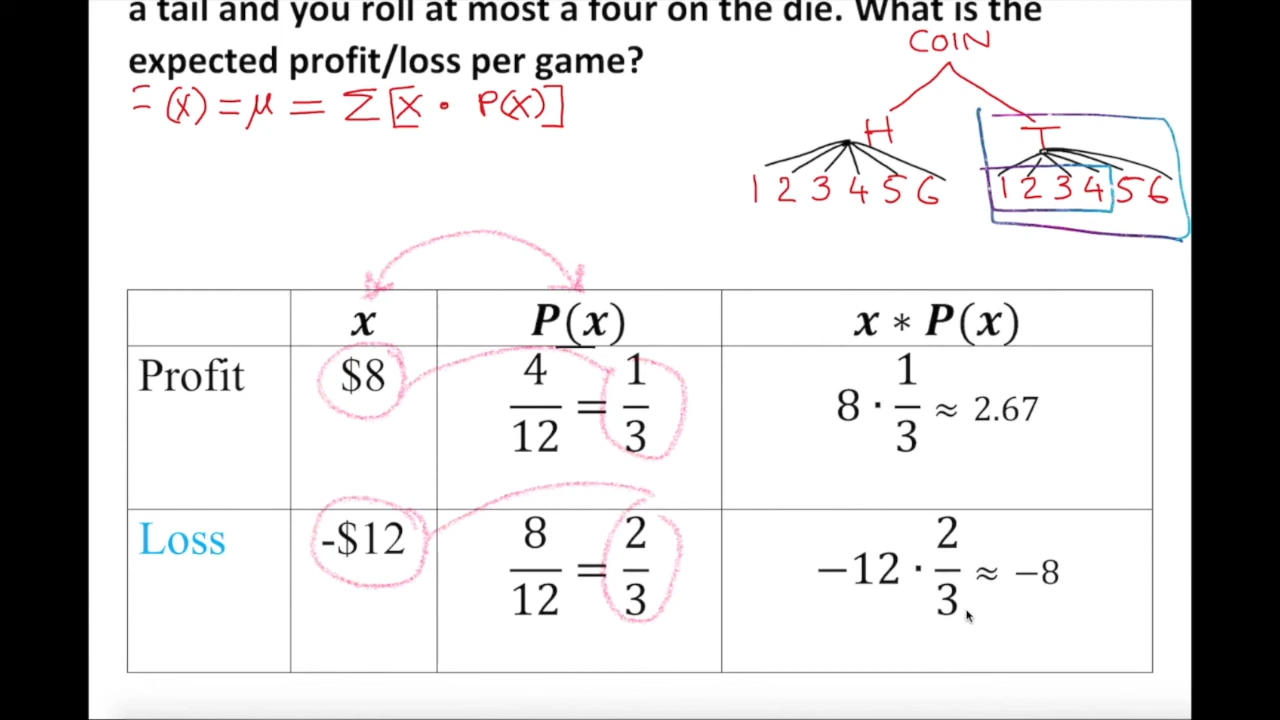 a tail and you roll at most a four on the die. What is the
expected profit/loss per game?
(x) = μ = Σ[x · P(x)]
COIN
H T
1 2 3 4 5 6 1 2 3 4 5 6
x P(x) x ∗ P(x)
Profit $8 4/12 = 1/3 8 · 1/3 ≈ 2.67
Loss -$12 8/12 = 2/3 −12 · 2/3 ≈ −8